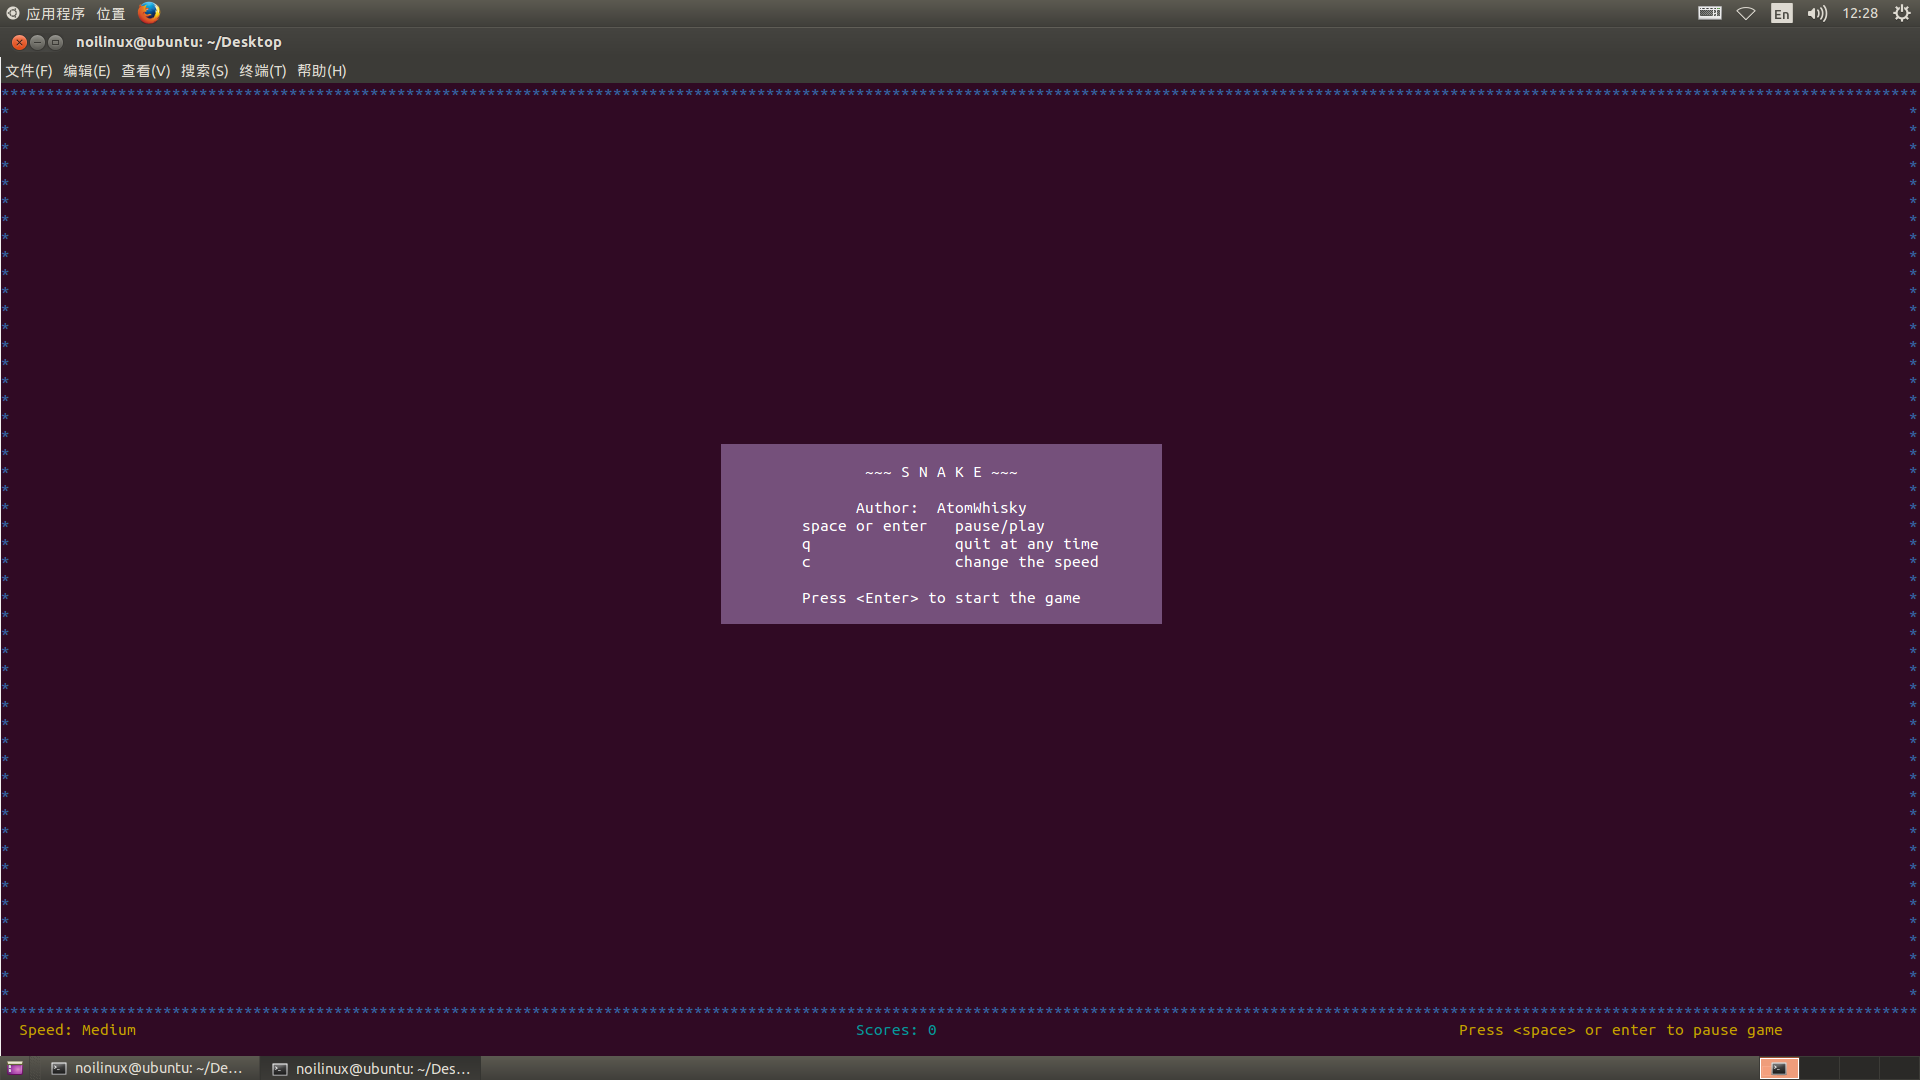 应用程序 位置 En 12:28
noilinux@ubuntu: ~/Desktop
文件(F) 编辑(E) 查看(V) 搜索(S) 终端(T) 帮助(H)
~~~ S N A K E ~~~
Author: AtomWhisky
space or enter pause/play
q quit at any time
c change the speed
Press <Enter> to start the game
Speed: Medium Scores: 0 Press <space> or enter to pause game
noilinux@ubuntu: ~/De... noilinux@ubuntu: ~/Des...